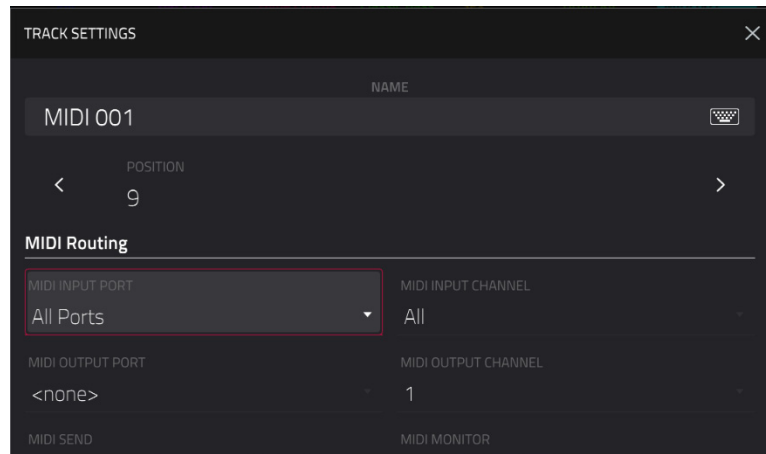 TRACK SETTINGS
NAME
MIDI 001
POSITION
9
MIDI Routing
MIDI INPUT PORT
MIDI INPUT CHANNEL
All Ports
All
MIDI OUTPUT PORT
MIDI OUTPUT CHANNEL
<none>
1
MIDI SEND
MIDI MONITOR